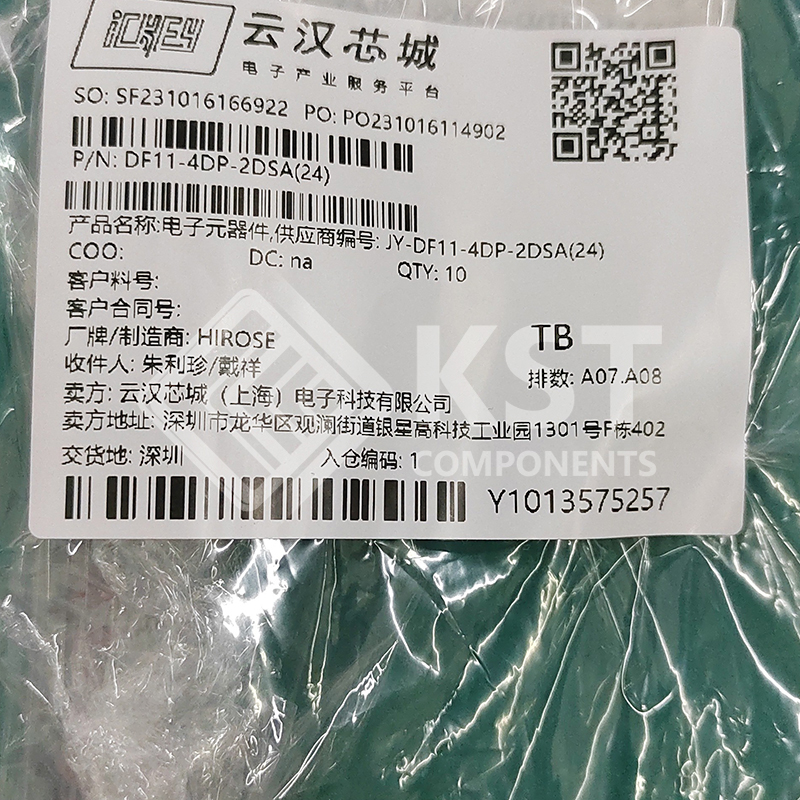 iCKEY 云汉芯城
电子产业服务平台
SO: SF231016166922 PO: PO231016114902
P/N: DF11-4DP-2DSA(24)
产品名称:电子元器件,供应商编号: JY-DF11-4DP-2DSA(24)
COO: DC: na QTY: 10
客户料号:
客户合同号:
厂牌/制造商: HIROSE TB
收件人: 朱利珍/戴祥 排数: A07.A08
卖方: 云汉芯城（上海）电子科技有限公司
卖方地址: 深圳市龙华区观澜街道银星高科技工业园1301号F栋402
交货地: 深圳 入仓编码: 1
Y1013575257
KST
COMPONENTS